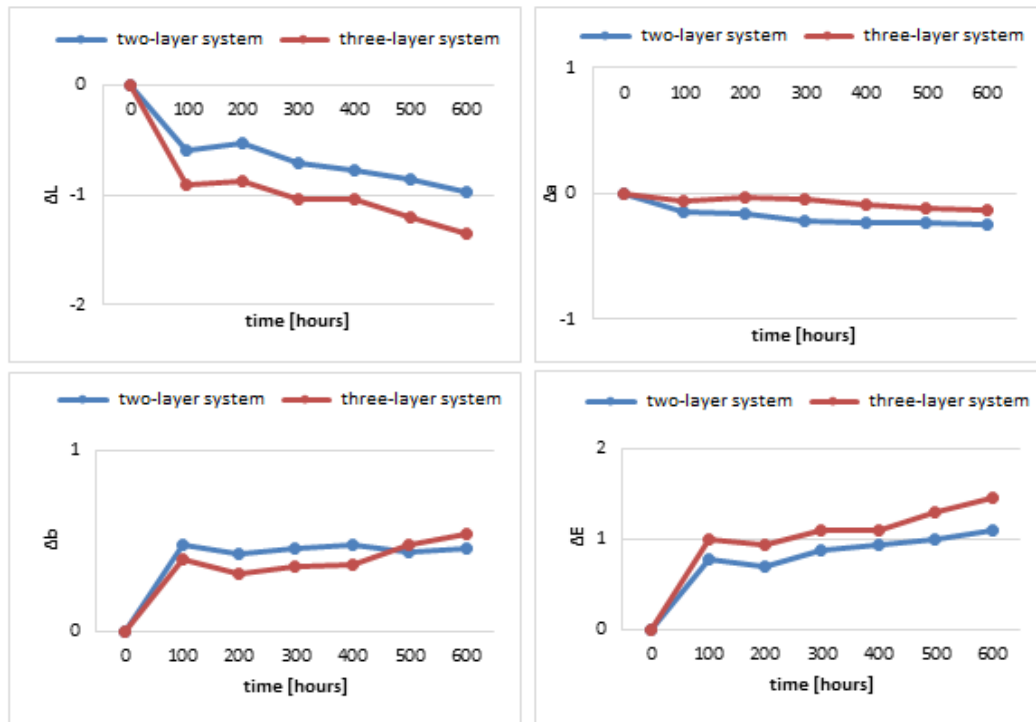 two-layer system three-layer system
0
0 100 200 300 400 500 600
ΔL
-1
-2
time [hours]
two-layer system three-layer system
1
0 100 200 300 400 500 600
Δa
0
-1
time [hours]
two-layer system three-layer system
1
Δb
0
0 100 200 300 400 500 600
time [hours]
two-layer system three-layer system
2
ΔE
1
0
0 100 200 300 400 500 600
time [hours]